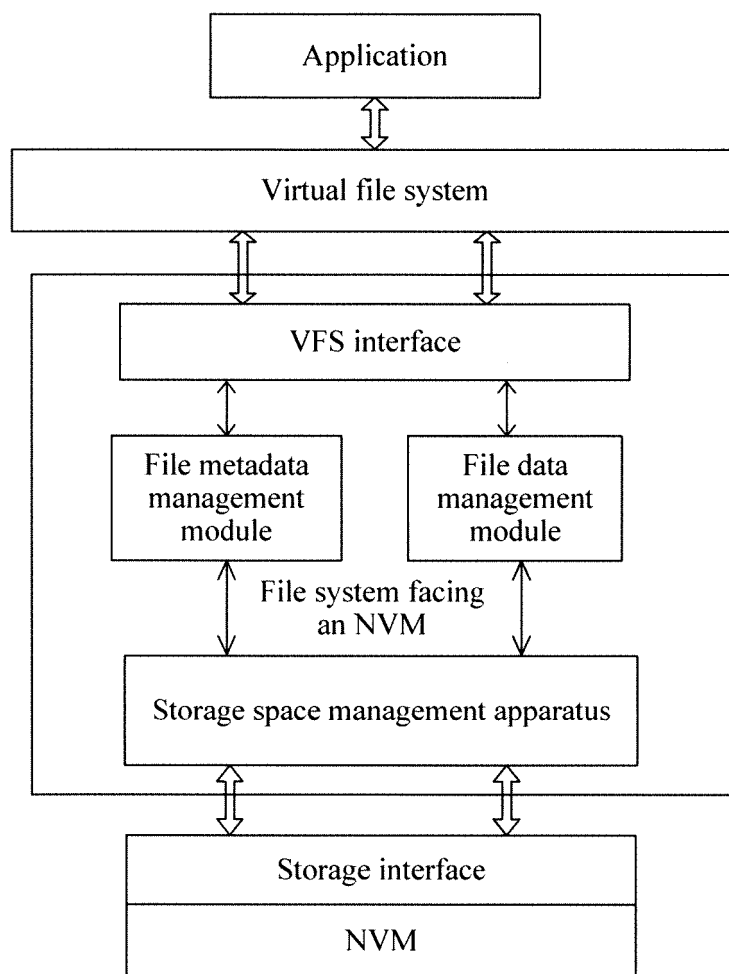 Application
Virtual file system
VFS interface
File metadata
management
module
File data
management
module
File system facing
an NVM
Storage space management apparatus
Storage interface
NVM